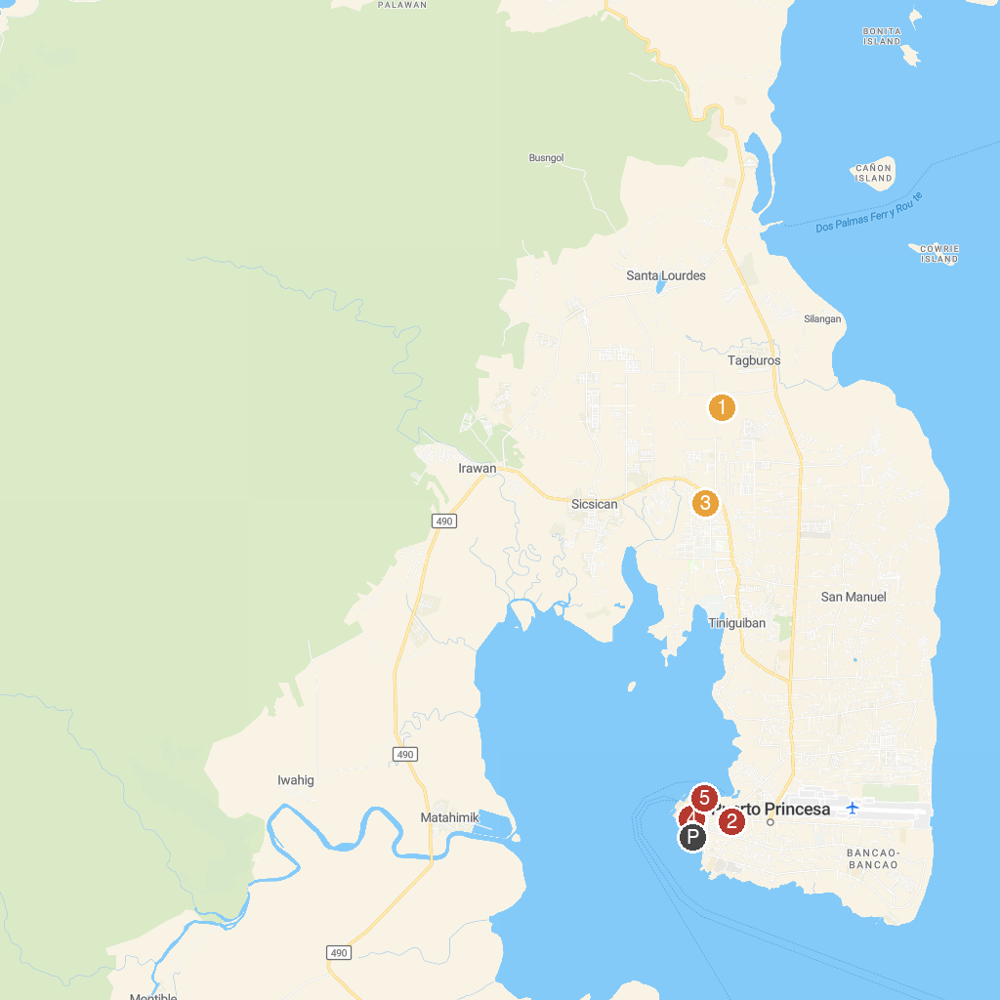 PALAWAN
BONITA
ISLAND
Busngol
CAÑON
ISLAND
Dos Palmas Ferry Route
COWRIE
ISLAND
Santa Lourdes
Silangan
Tagburos
1
Irawan
3
Sicsican
490
San Manuel
Tiniguiban
490
Iwahig
5
Puerto Princesa
4
2
Matahimik
P
BANCAO-
BANCAO
490
Montible